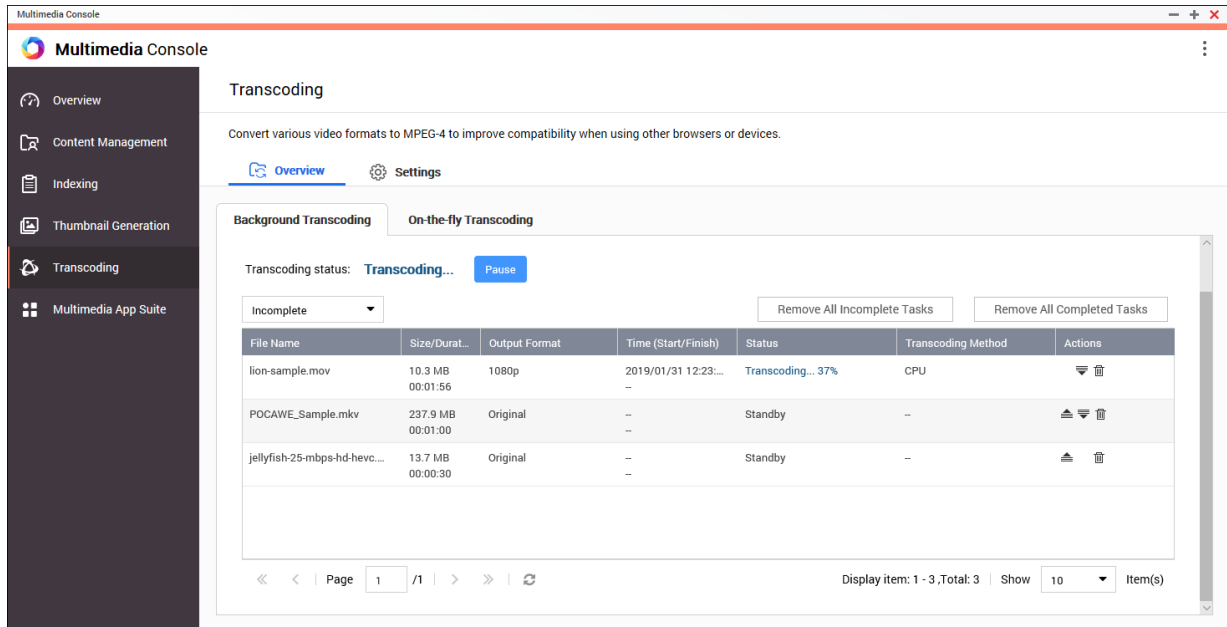 Multimedia Console
Multimedia Console
Overview
Content Management
Indexing
Thumbnail Generation
Transcoding
Multimedia App Suite
Transcoding
Convert various video formats to MPEG-4 to improve compatibility when using other browsers or devices.
Overview Settings
Background Transcoding On-the-fly Transcoding
Transcoding status: Transcoding... Pause
Incomplete Remove All Incomplete Tasks Remove All Completed Tasks
File Name Size/Durat... Output Format Time (Start/Finish) Status Transcoding Method Actions
lion-sample.mov 10.3 MB 1080p 2019/01/31 12:23:... Transcoding... 37% CPU
00:01:56 --
POCAWE_Sample.mkv 237.9 MB Original -- Standby --
00:01:00 --
jellyfish-25-mbps-hd-hevc.... 13.7 MB Original -- Standby --
00:00:30 --
Page 1 /1 Display item: 1 - 3 ,Total: 3 Show 10 Item(s)